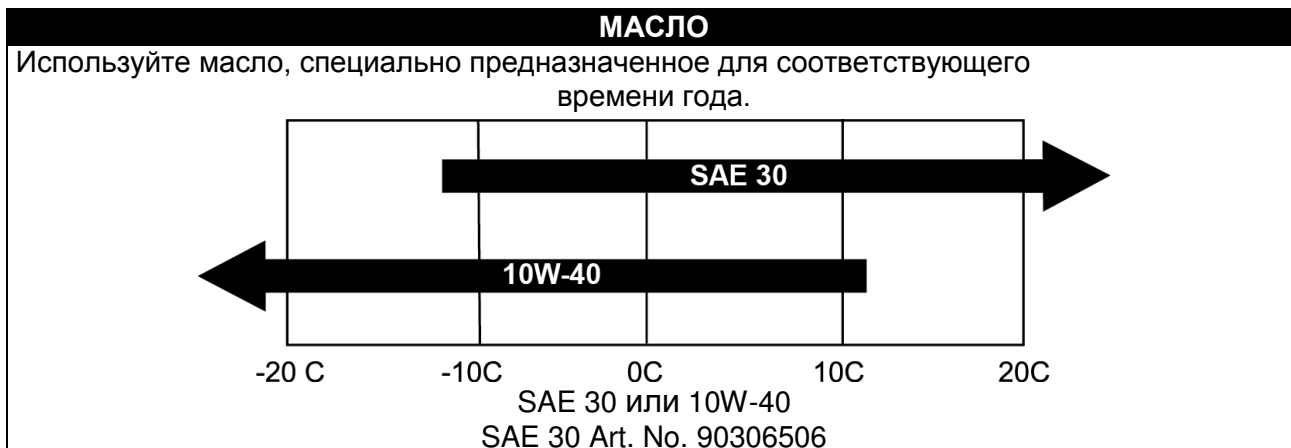 МАСЛО
Используйте масло, специально предназначенное для соответствующего
времени года.
SAE 30
10W-40
-20 C -10C 0C 10C 20C
SAE 30 или 10W-40
SAE 30 Art. No. 90306506